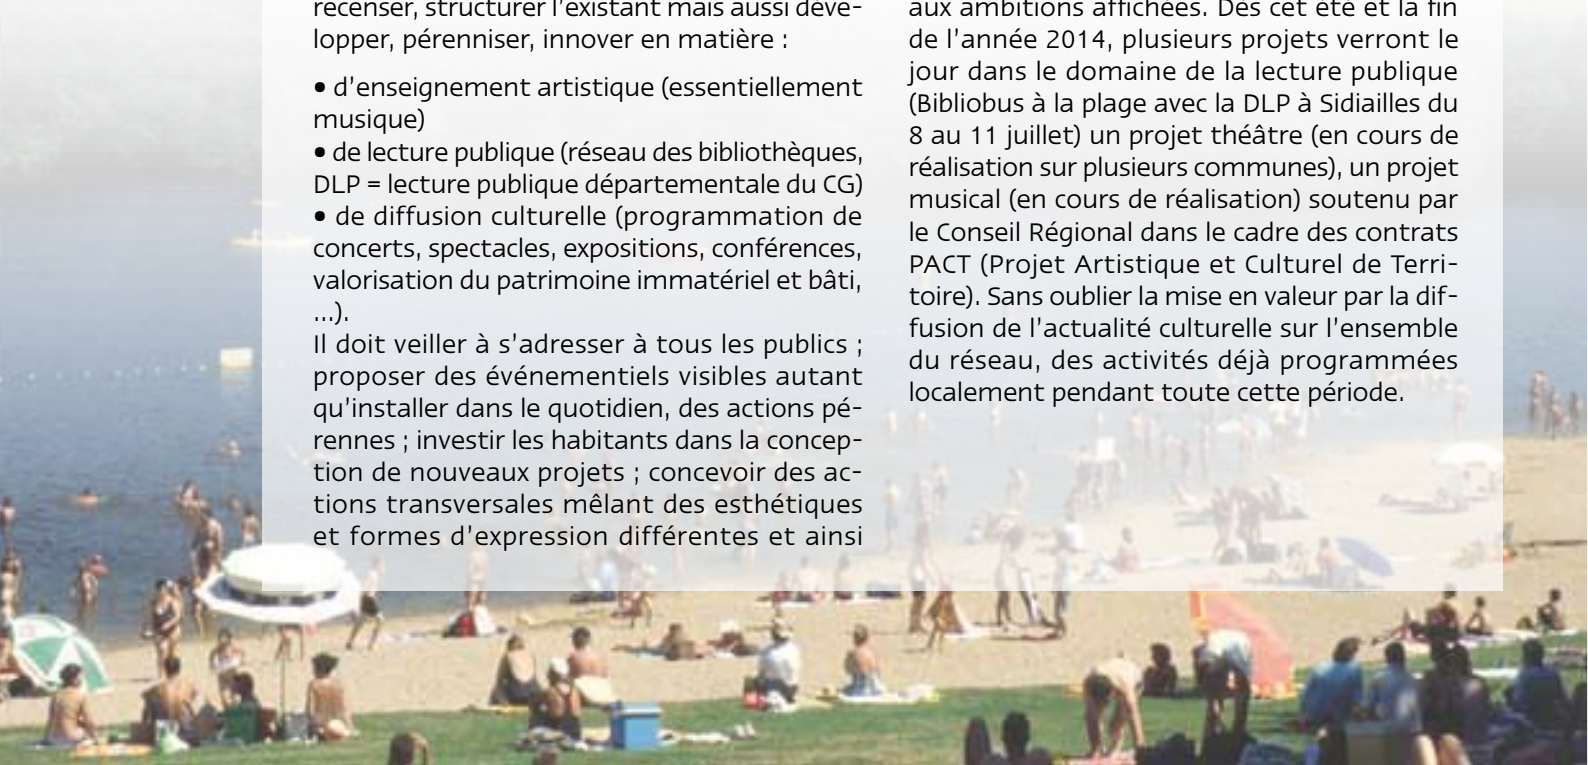 recenser, structurer l'existant mais aussi déve-
lopper, pérenniser, innover en matière :
• d'enseignement artistique (essentiellement
musique)
• de lecture publique (réseau des bibliothèques,
DLP = lecture publique départementale du CG)
• de diffusion culturelle (programmation de
concerts, spectacles, expositions, conférences,
valorisation du patrimoine immatériel et bâti,
...).
Il doit veiller à s'adresser à tous les publics ;
proposer des événementiels visibles autant
qu'installer dans le quotidien, des actions pé-
rennes ; investir les habitants dans la concep-
tion de nouveaux projets ; concevoir des ac-
tions transversales mêlant des esthétiques
et formes d'expression différentes et ainsi
aux ambitions affichées. Dès cet été et la fin
de l'année 2014, plusieurs projets verront le
jour dans le domaine de la lecture publique
(Bibliobus à la plage avec la DLP à Sidiailles du
8 au 11 juillet) un projet théâtre (en cours de
réalisation sur plusieurs communes), un projet
musical (en cours de réalisation) soutenu par
le Conseil Régional dans le cadre des contrats
PACT (Projet Artistique et Culturel de Terri-
toire). Sans oublier la mise en valeur par la dif-
fusion de l'actualité culturelle sur l'ensemble
du réseau, des activités déjà programmées
localement pendant toute cette période.